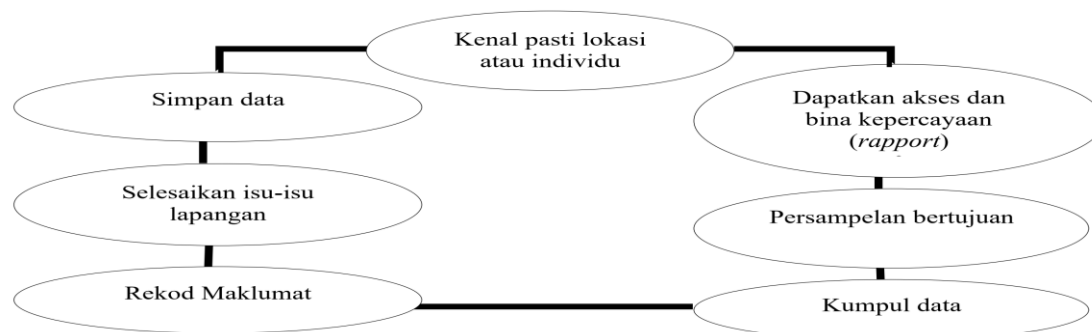 Kenal pasti lokasi
atau individu
Simpan data
Dapatkan akses dan
bina kepercayaan
(rapport)
Selesaikan isu-isu
lapangan
Persampelan bertujuan
Rekod Maklumat
Kumpul data